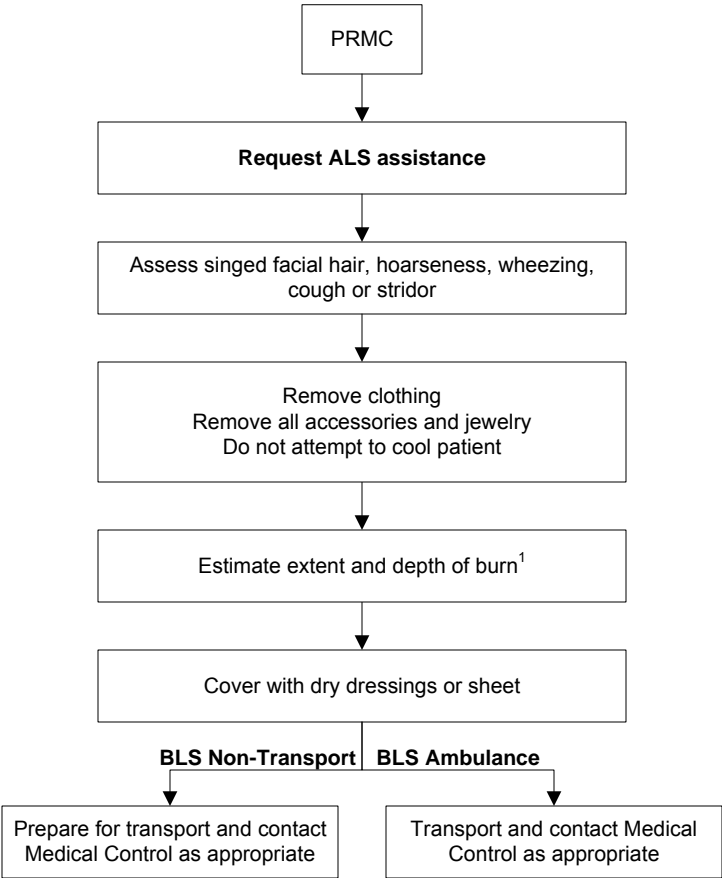 PRMC
Request ALS assistance
Assess singed facial hair, hoarseness, wheezing,
cough or stridor
Remove clothing
Remove all accessories and jewelry
Do not attempt to cool patient
Estimate extent and depth of burn¹
Cover with dry dressings or sheet
BLS Non-Transport
BLS Ambulance
Prepare for transport and contact
Medical Control as appropriate
Transport and contact Medical
Control as appropriate